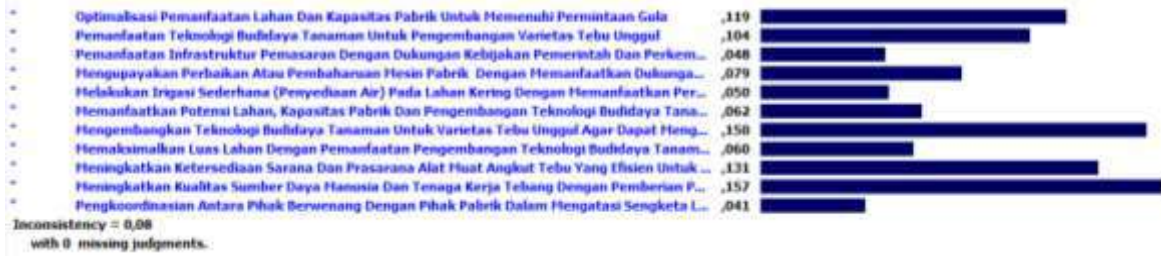 Optimalisasi Pemanfaatan Lahan Dan Kapasitas Pabrik Untuk Memenuhi Permintaan Gula ,119
Pemanfaatan Teknologi Budidaya Tanaman Untuk Pengembangan Varietas Tebu Unggul ,104
Pemanfaatan Infrastruktur Pemasaran Dengan Dukungan Kebijakan Pemerintah Dan Perkem... ,048
Mengupayakan Perbaikan Atau Pembaharuan Mesin Pabrik Dengan Memanfaatkan Dukunga... ,079
Melakukan Irigasi Sederhana (Penyediaan Air) Pada Lahan Kering Dengan Memanfaatkan Per... ,050
Memanfaatkan Potensi Lahan, Kapasitas Pabrik Dan Pengembangan Teknologi Budidaya Tana... ,062
Mengembangkan Teknologi Budidaya Tanaman Untuk Varietas Tebu Unggul Agar Dapat Meng... ,150
Memaksimalkan Luas Lahan Dengan Pemanfaatan Pengembangan Teknologi Budidaya Tanam... ,060
Meningkatkan Ketersediaan Sarana Dan Prasarana Alat Muat Angkut Tebu Yang Efisien Untuk ... ,131
Meningkatkan Kualitas Sumber Daya Manusia Dan Tenaga Kerja Tebang Dengan Pemberian P... ,157
Pengkoordinasian Antara Pihak Berwenang Dengan Pihak Pabrik Dalam Mengatasi Sengketa L... ,041
Inconsistency = 0,08
with 0 missing judgments.